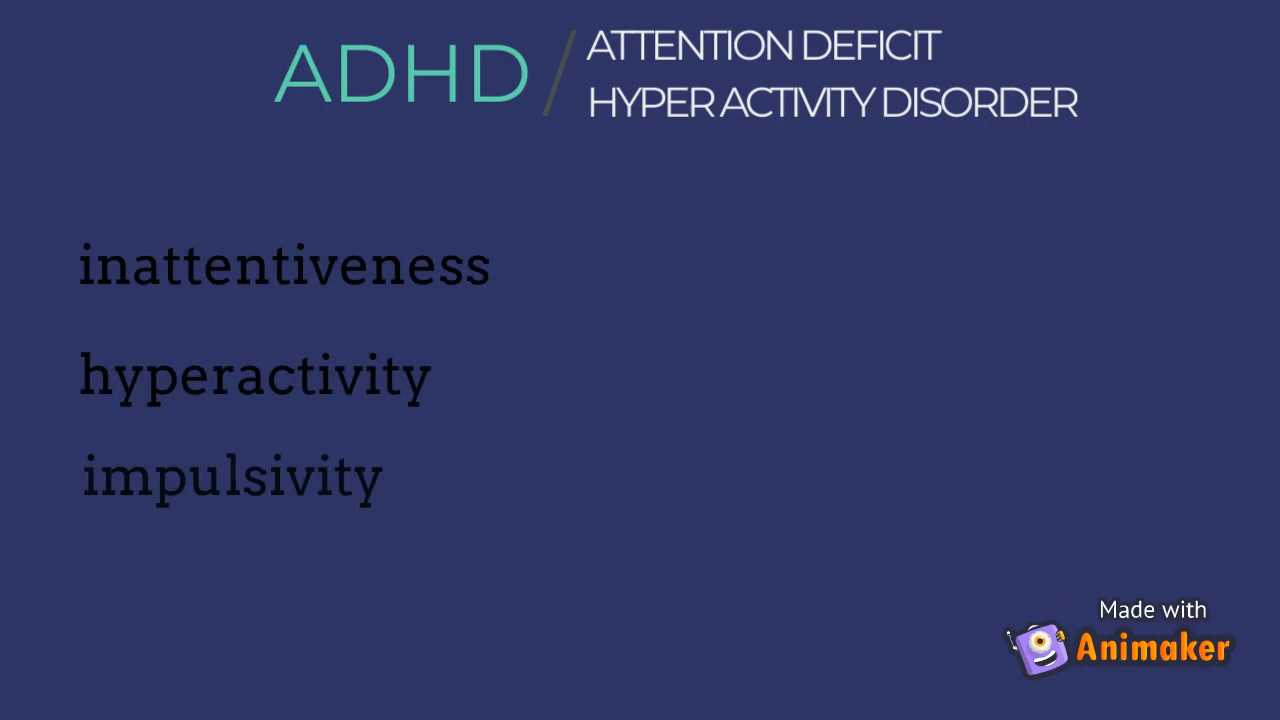 ADHD
ATTENTION DEFICIT
HYPER ACTIVITY DISORDER
inattentiveness
hyperactivity
impulsivity
Made with
Animaker